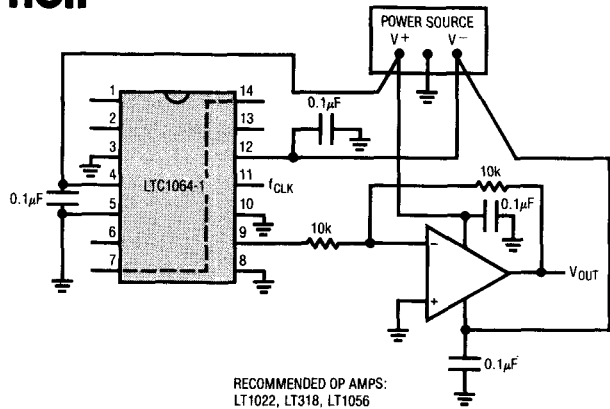 POWER SOURCE
V+
V−
1
14
0.1µF
2
13
3
12
LTC1064-1
4
11
fCLK
0.1µF
5
10
10k
0.1µF
6
9
10k
7
8
−
+
VOUT
0.1µF
RECOMMENDED OP AMPS:
LT1022, LT318, LT1056